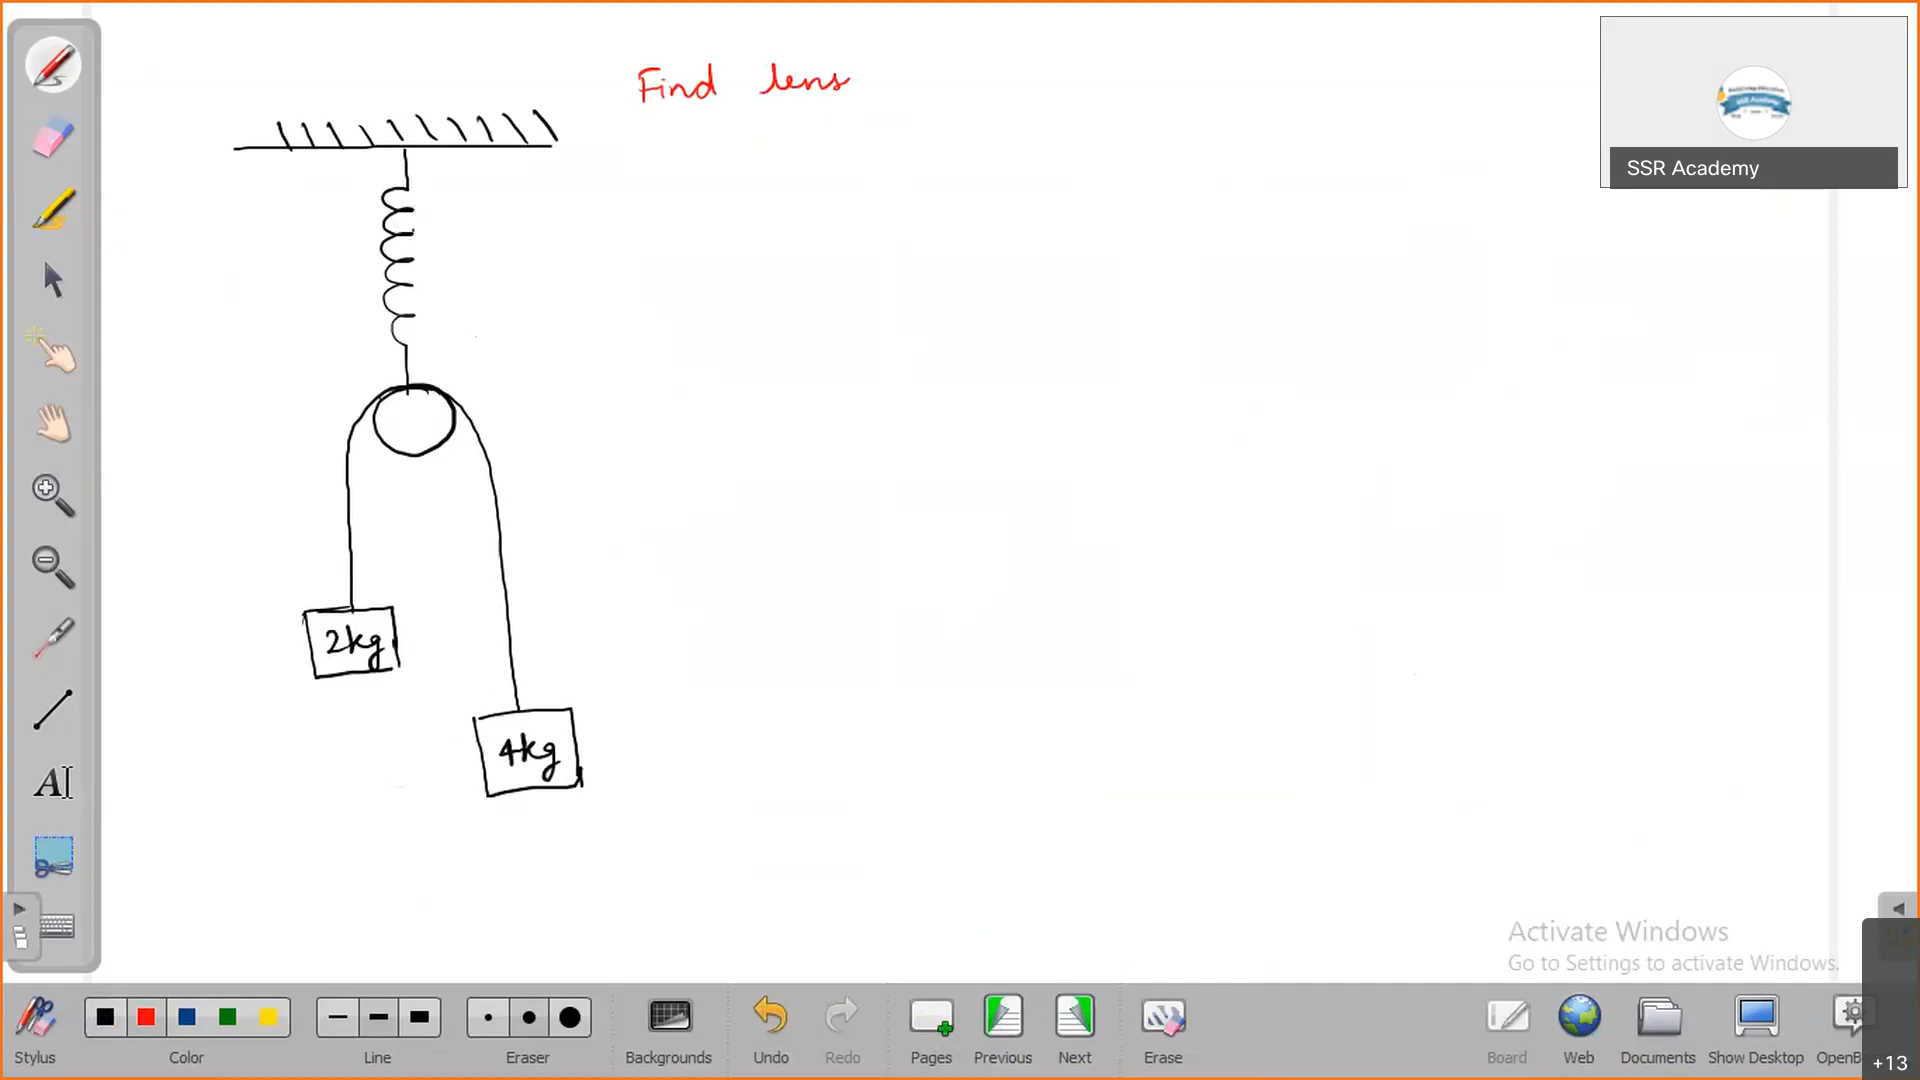 Find tens
SSR Academy
2kg
4kg
Activate Windows
Go to Settings to activate Windows.
Stylus
Color
Line
Eraser
Backgrounds
Undo
Redo
Pages
Previous
Next
Erase
Board
Web
Documents
Show Desktop
+13